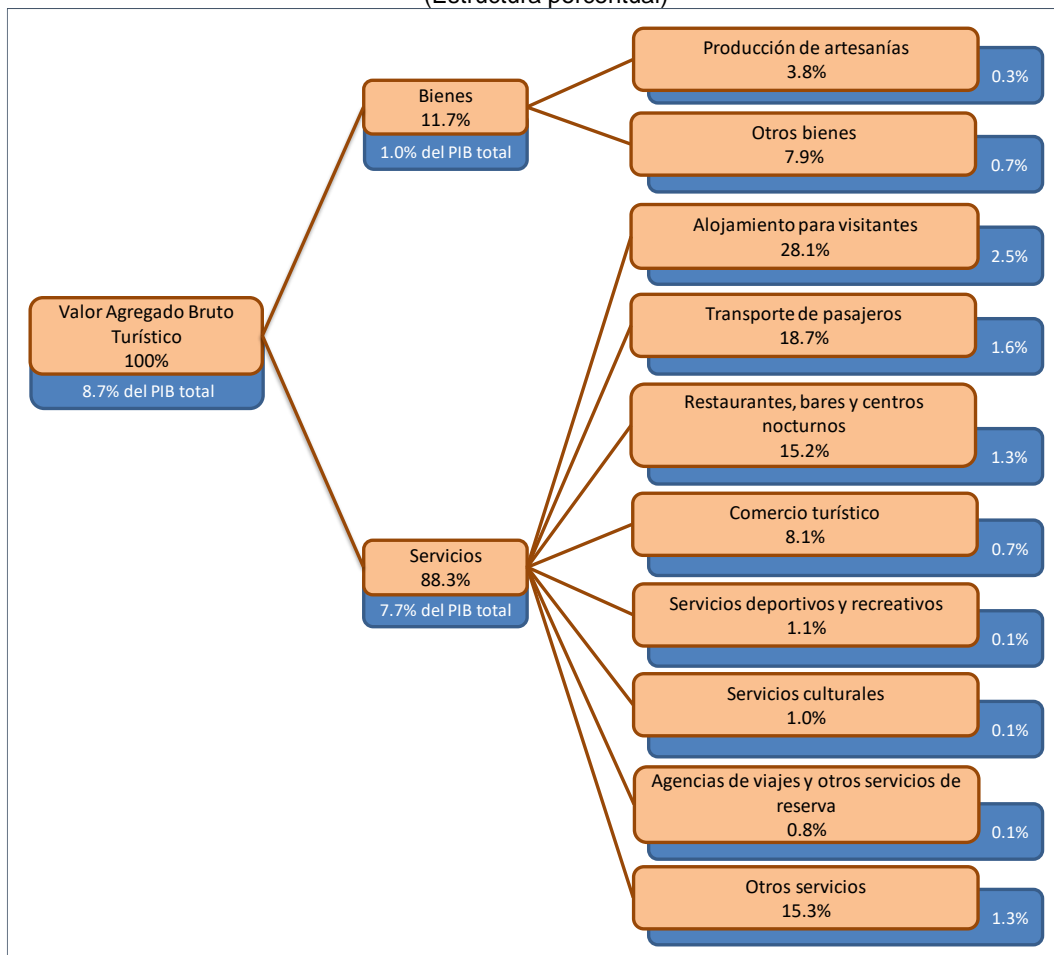 (Estructura porcentual)
Valor Agregado Bruto
Turístico
100%
8.7% del PIB total
Bienes
11.7%
1.0% del PIB total
Producción de artesanías
3.8%
0.3%
Otros bienes
7.9%
0.7%
Servicios
88.3%
7.7% del PIB total
Alojamiento para visitantes
28.1%
2.5%
Transporte de pasajeros
18.7%
1.6%
Restaurantes, bares y centros
nocturnos
15.2%
1.3%
Comercio turístico
8.1%
0.7%
Servicios deportivos y recreativos
1.1%
0.1%
Servicios culturales
1.0%
0.1%
Agencias de viajes y otros servicios de
reserva
0.8%
0.1%
Otros servicios
15.3%
1.3%